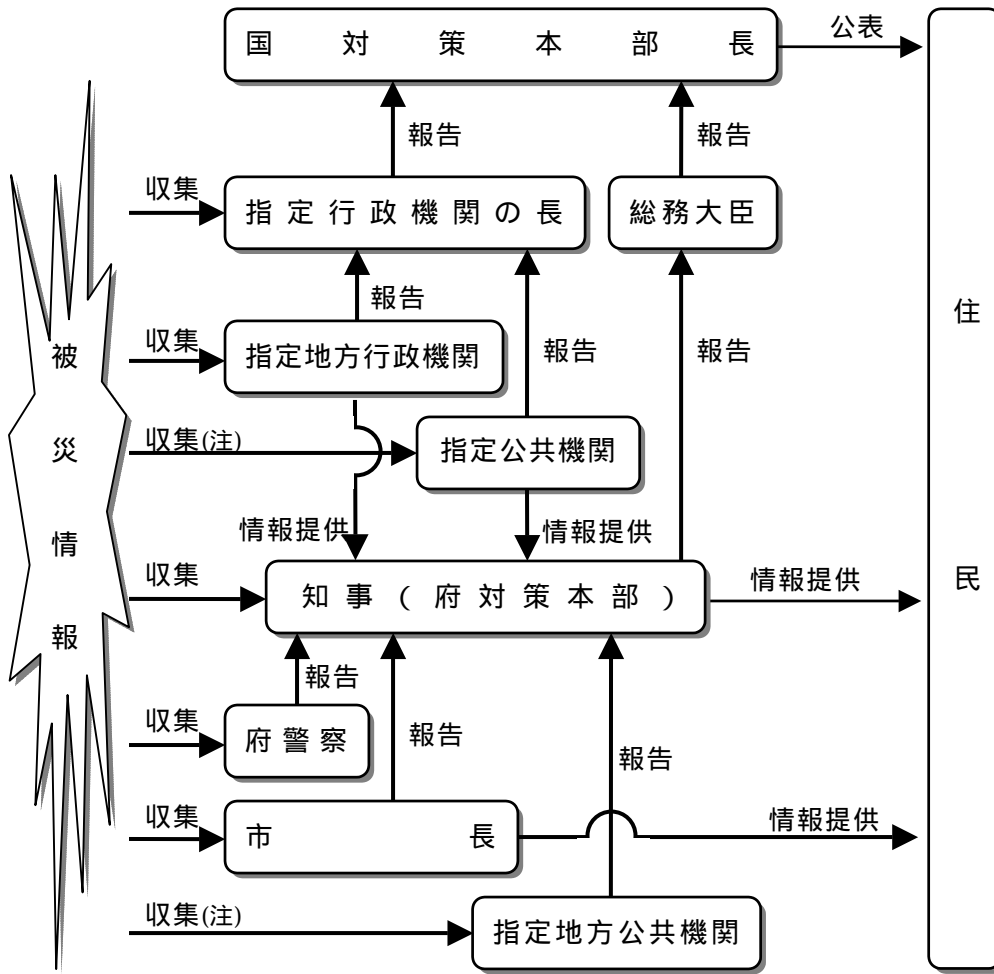 国対策本部長
公表
報告
報告
収集
指定行政機関の長
総務大臣
報告
収集
指定地方行政機関
報告
報告
収集(注)
指定公共機関
情報提供
情報提供
収集
知事(府対策本部)
情報提供
報告
収集
府警察
報告
報告
収集
市長
情報提供
収集(注)
指定地方公共機関
被災情報
住民